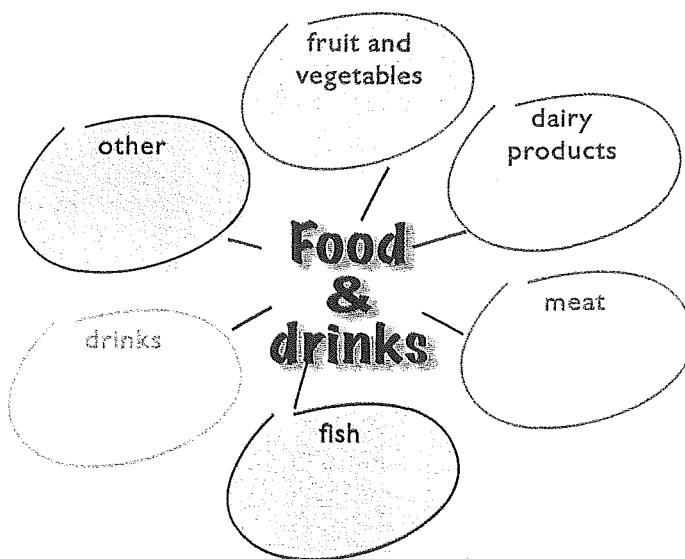 fruit and
vegetables
dairy
products
other
Food
&
drinks
meat
drinks
fish